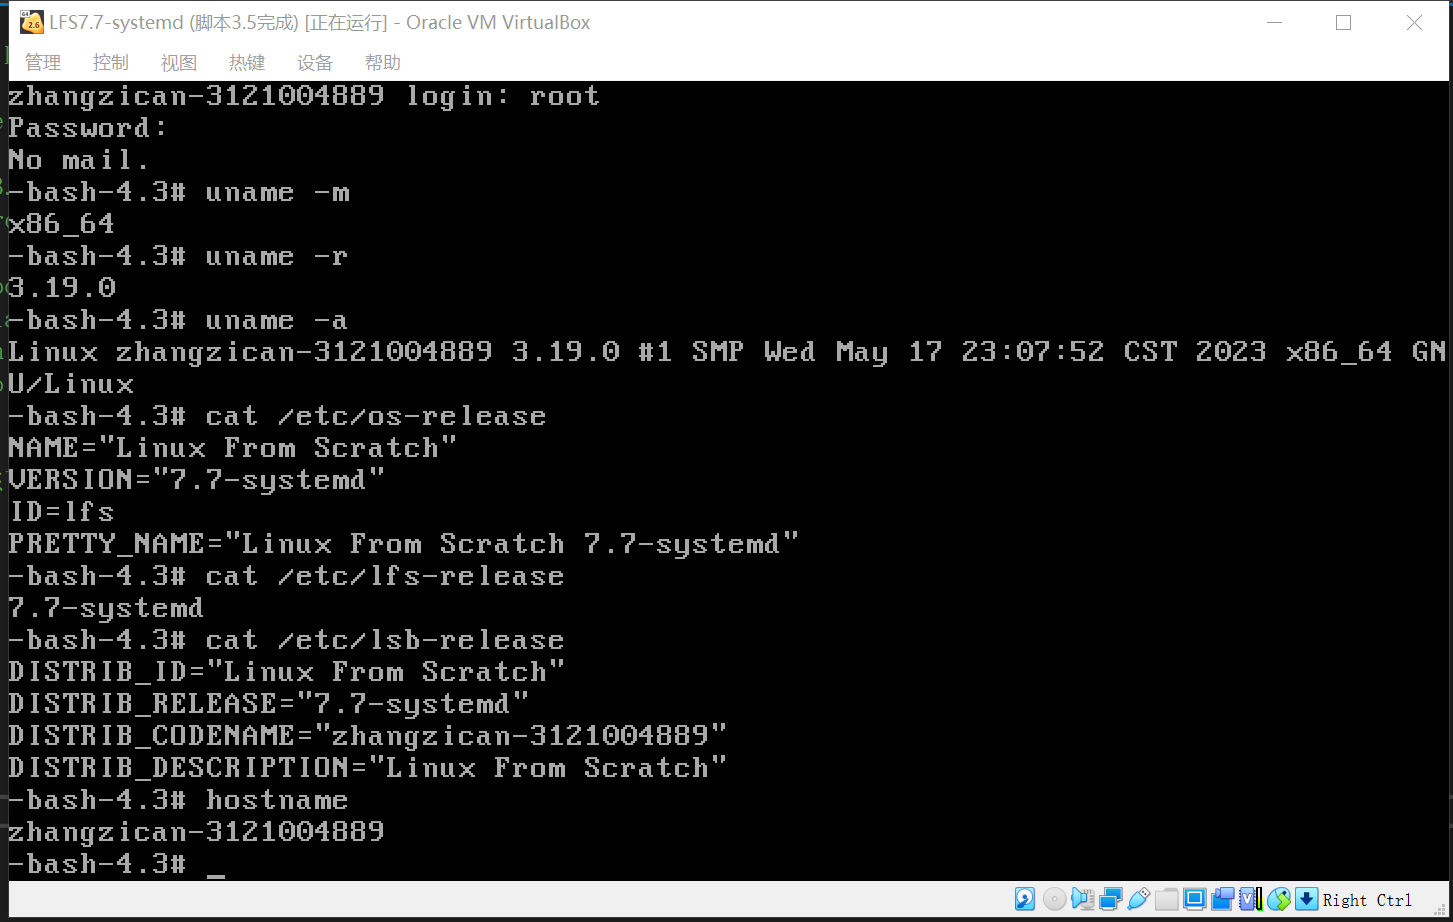 LFS7.7-systemd (脚本3.5完成) [正在运行] - Oracle VM VirtualBox
管理 控制 视图 热键 设备 帮助
zhangzican-3121004889 login: root
Password:
No mail.
-bash-4.3# uname -m
x86_64
-bash-4.3# uname -r
3.19.0
-bash-4.3# uname -a
Linux zhangzican-3121004889 3.19.0 #1 SMP Wed May 17 23:07:52 CST 2023 x86_64 GN
U/Linux
-bash-4.3# cat /etc/os-release
NAME="Linux From Scratch"
VERSION="7.7-systemd"
ID=lfs
PRETTY_NAME="Linux From Scratch 7.7-systemd"
-bash-4.3# cat /etc/lfs-release
7.7-systemd
-bash-4.3# cat /etc/lsb-release
DISTRIB_ID="Linux From Scratch"
DISTRIB_RELEASE="7.7-systemd"
DISTRIB_CODENAME="zhangzican-3121004889"
DISTRIB_DESCRIPTION="Linux From Scratch"
-bash-4.3# hostname
zhangzican-3121004889
-bash-4.3# _
Right Ctrl